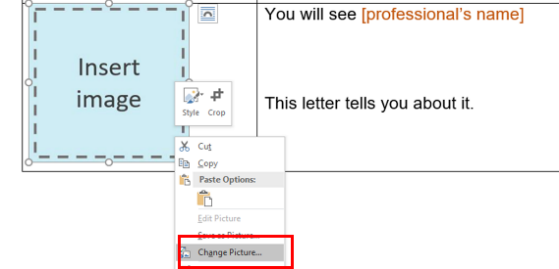 You will see [professional's name]
Insert
image
This letter tells you about it.
Style Crop
Cut
Copy
Paste Options:
Edit Picture
Save as Picture...
Change Picture...